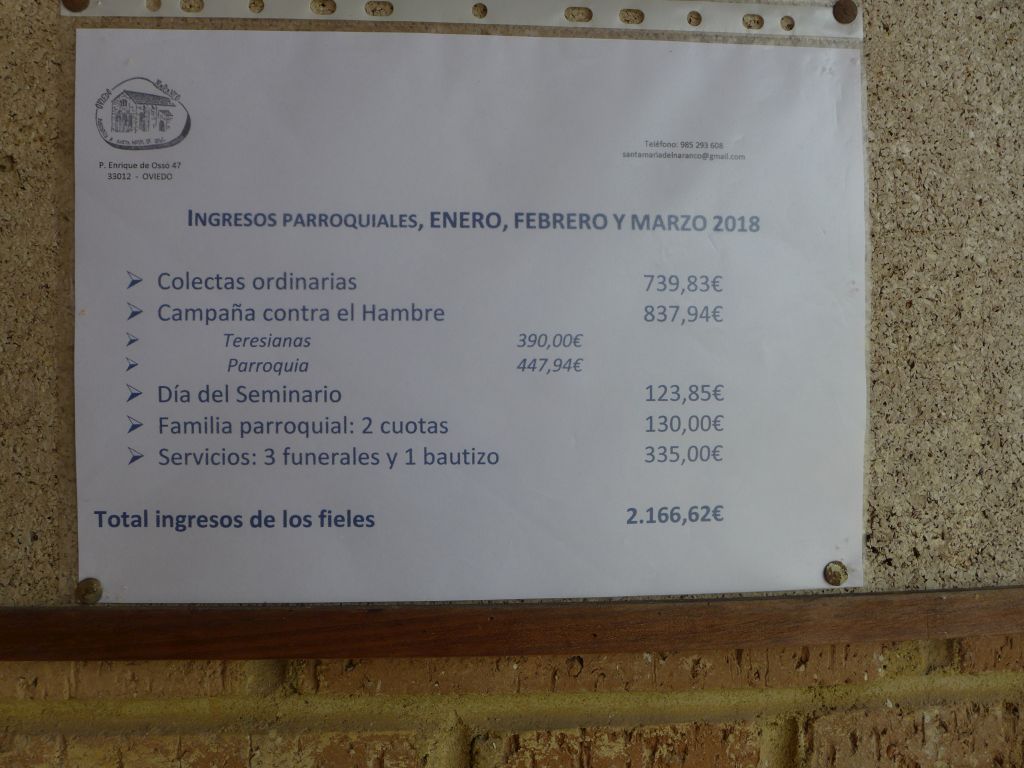 P. Enrique de Ossó 47
33012 - OVIEDO
Teléfono: 985 293 608
santamariadelnaranco@gmail.com
INGRESOS PARROQUIALES, ENERO, FEBRERO Y MARZO 2018
➢ Colectas ordinarias 739,83€
➢ Campaña contra el Hambre 837,94€
➢ Teresianas 390,00€
➢ Parroquia 447,94€
➢ Día del Seminario 123,85€
➢ Familia parroquial: 2 cuotas 130,00€
➢ Servicios: 3 funerales y 1 bautizo 335,00€
Total ingresos de los fieles 2.166,62€